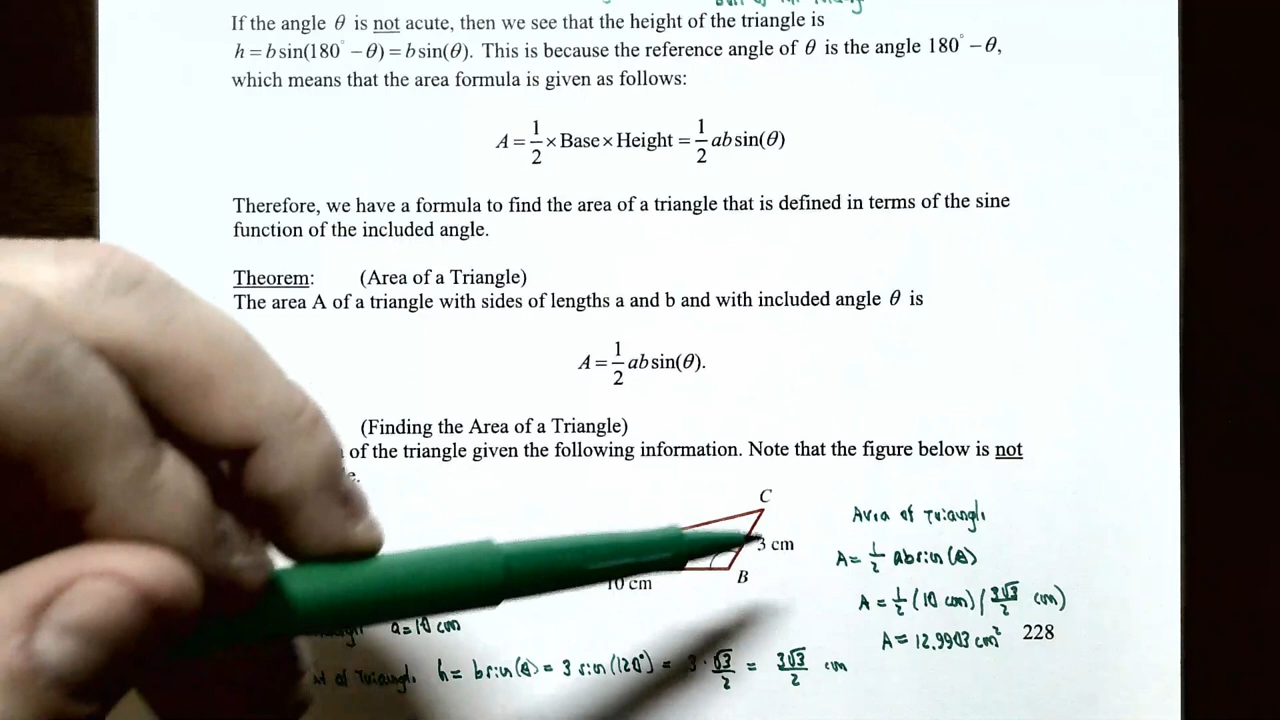 If the angle θ is not acute, then we see that the height of the triangle is
h = b sin(180° − θ) = b sin(θ). This is because the reference angle of θ is the angle 180° − θ,
which means that the area formula is given as follows:
A = 1/2 × Base × Height = 1/2 ab sin(θ)
Therefore, we have a formula to find the area of a triangle that is defined in terms of the sine
function of the included angle.
Theorem: (Area of a Triangle)
The area A of a triangle with sides of lengths a and b and with included angle θ is
A = 1/2 ab sin(θ).
(Finding the Area of a Triangle)
of the triangle given the following information. Note that the figure below is not
C
3 cm
B
10 cm
Area of Triangle
A = 1/2 ab sin(θ)
A = 1/2 (10 cm)(3√3/2 cm)
A = 12.9903 cm²
228
a = 10 cm
of Triangle h = b sin(θ) = 3 sin(120°) = 3 · √3/2 = 3√3/2 cm